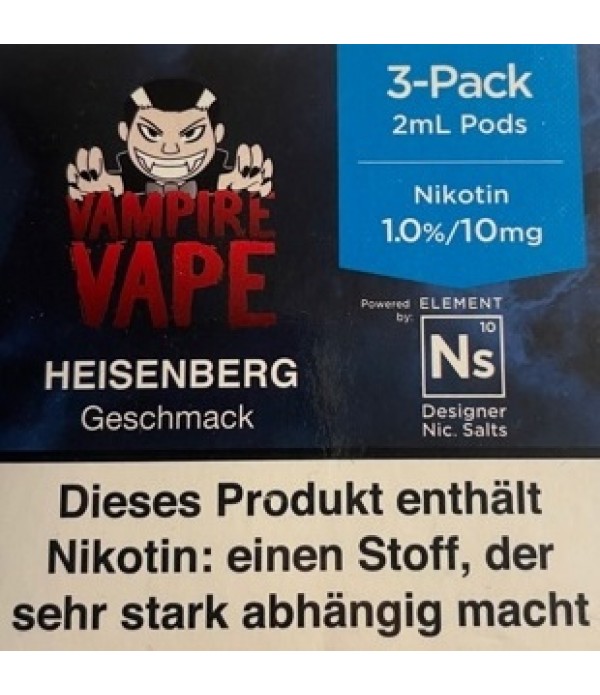 VAMPIRE
VAPE
HEISENBERG
Geschmack
3-Pack
2mL Pods
Nikotin
1.0%/10mg
Powered by:
ELEMENT
10
Ns
Designer
Nic. Salts
Dieses Produkt enthält
Nikotin: einen Stoff, der
sehr stark abhängig macht